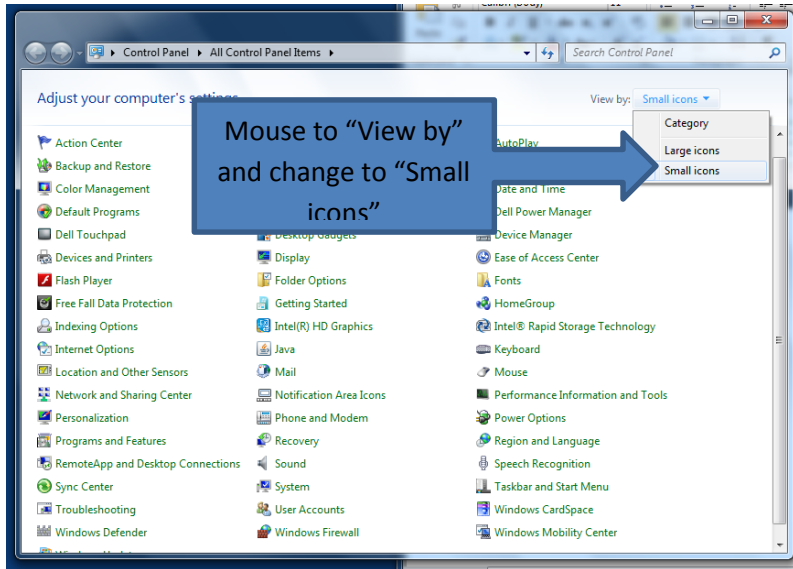 Control Panel ▸ All Control Panel Items ▸
Search Control Panel
Adjust your computer's settings
View by: Small icons
Category
Large icons
Small icons
Mouse to “View by”
and change to “Small
icons”
Action Center
AutoPlay
Backup and Restore
Color Management
Date and Time
Default Programs
Dell Power Manager
Dell Touchpad
Desktop Gadgets
Device Manager
Devices and Printers
Display
Ease of Access Center
Flash Player
Folder Options
Fonts
Free Fall Data Protection
Getting Started
HomeGroup
Indexing Options
Intel(R) HD Graphics
Intel® Rapid Storage Technology
Internet Options
Java
Keyboard
Location and Other Sensors
Mail
Mouse
Network and Sharing Center
Notification Area Icons
Performance Information and Tools
Personalization
Phone and Modem
Power Options
Programs and Features
Recovery
Region and Language
RemoteApp and Desktop Connections
Sound
Speech Recognition
Sync Center
System
Taskbar and Start Menu
Troubleshooting
User Accounts
Windows CardSpace
Windows Defender
Windows Firewall
Windows Mobility Center